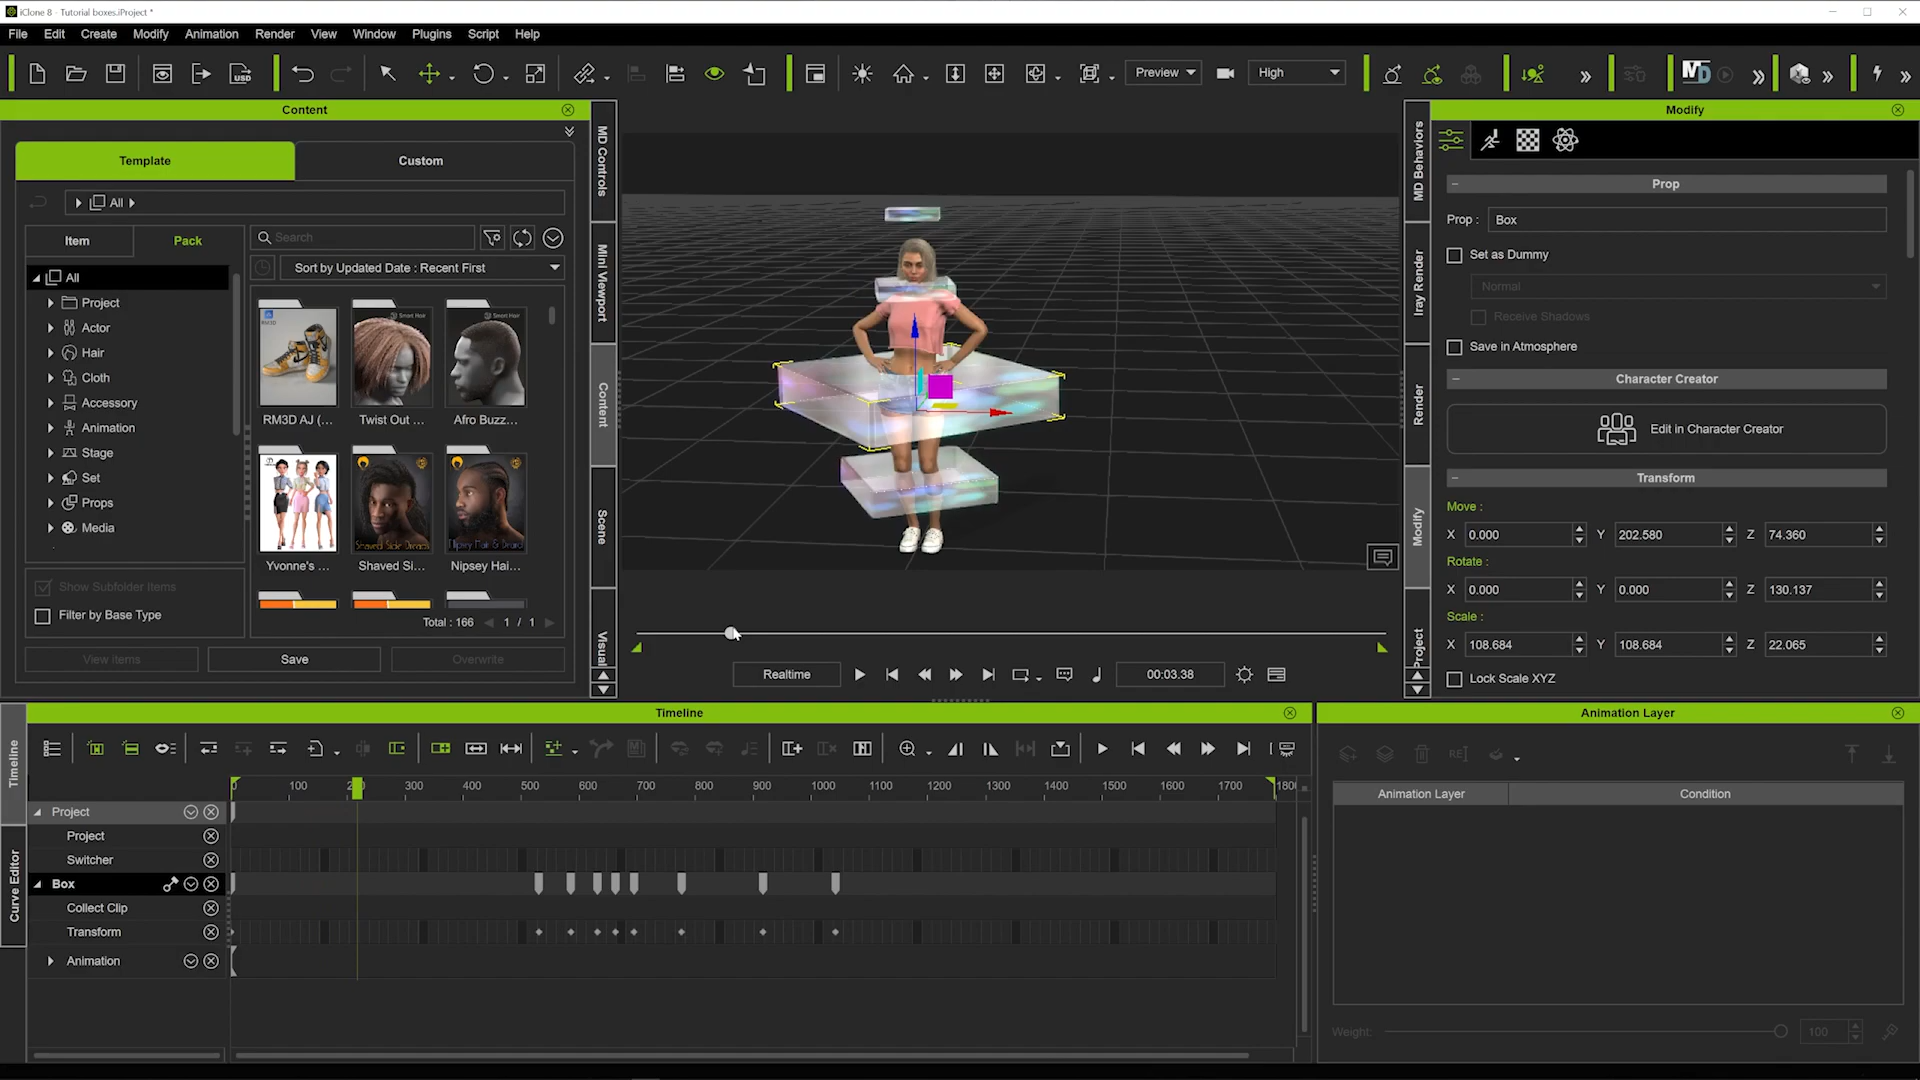 iClone 8 - Tutorial boxes.iProject *
File Edit Create Modify Animation Render View Window Plugins Script Help
USD
Preview
High
MD
Content
Template
Custom
All
Item
Pack
Search
Sort by Updated Date : Recent First
All
Project
Actor
Hair
Cloth
Accessory
Animation
Stage
Set
Props
Media
Show Subfolder Items
Filter by Base Type
RM3D AJ (...
Twist Out ...
Afro Buzz...
Yvonne's ...
Shaved Si...
Nipsey Hai...
Total : 166
1 / 1
View Items
Save
Overwrite
MD Controls
Mini Viewport
Content
Scene
Visual
Realtime
00:03.38
MD Behaviors
Iray Render
Render
Modify
Project
Modify
Prop
Prop : Box
Set as Dummy
Normal
Receive Shadows
Save in Atmosphere
Character Creator
Edit in Character Creator
Transform
Move :
X 0.000 Y 202.580 Z 74.360
Rotate :
X 0.000 Y 0.000 Z 130.137
Scale :
X 108.684 Y 108.684 Z 22.065
Lock Scale XYZ
Timeline
Curve Editor
Timeline
0 100 300 400 500 600 700 800 900 1000 1100 1200 1300 1400 1500 1600 1700 1800
Project
Project
Switcher
Box
Collect Clip
Transform
Animation
Animation Layer
RE
Animation Layer
Condition
Weight:
100